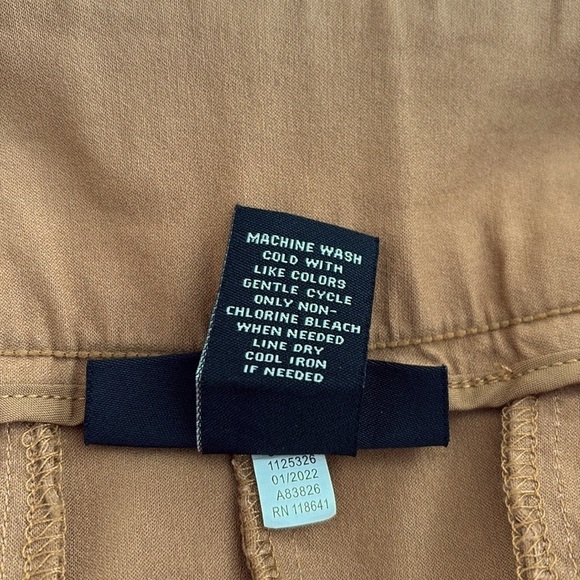 MACHINE WASH
COLD WITH
LIKE COLORS
GENTLE CYCLE
ONLY NON-
CHLORINE BLEACH
WHEN NEEDED
LINE DRY
COOL IRON
IF NEEDED
1125326
01/2022
A83826
RN 118641